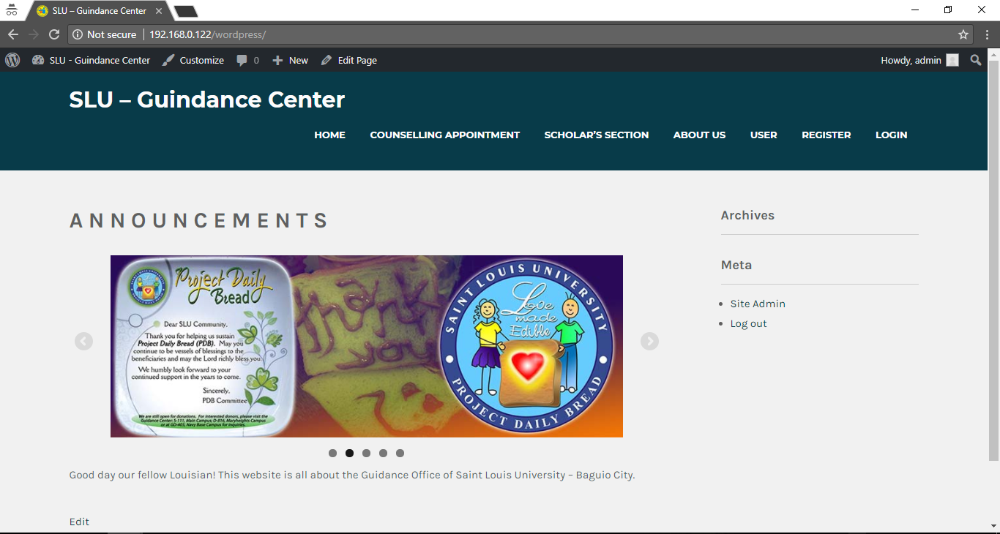 SLU – Guindance Center
Not secure | 192.168.0.122/wordpress/
SLU - Guindance Center Customize 0 New Edit Page Howdy, admin
SLU – Guindance Center
HOME COUNSELLING APPOINTMENT SCHOLAR'S SECTION ABOUT US USER REGISTER LOGIN
ANNOUNCEMENTS
Project Daily
Bread
Dear SLU Community,
Thank you for helping us sustain
Project Daily Bread (PDB). May you
continue to be vessels of blessings to the
beneficiaries and may the Lord richly bless you.
We humbly look forward to your
continued support in the years to come.
Sincerely,
PDB Committee
We are still open for donations. For interested donors, please visit the
Guidance Center: S-111, Main Campus; D-816, Maryheights Campus
or at GD-403, Navy Base Campus for inquiries.
Thank
you
SAINT LOUIS UNIVERSITY
Love
made
Edible
PROJECT DAILY BREAD
Good day our fellow Louisian! This website is all about the Guidance Office of Saint Louis University – Baguio City.
Edit
Archives
Meta
Site Admin
Log out